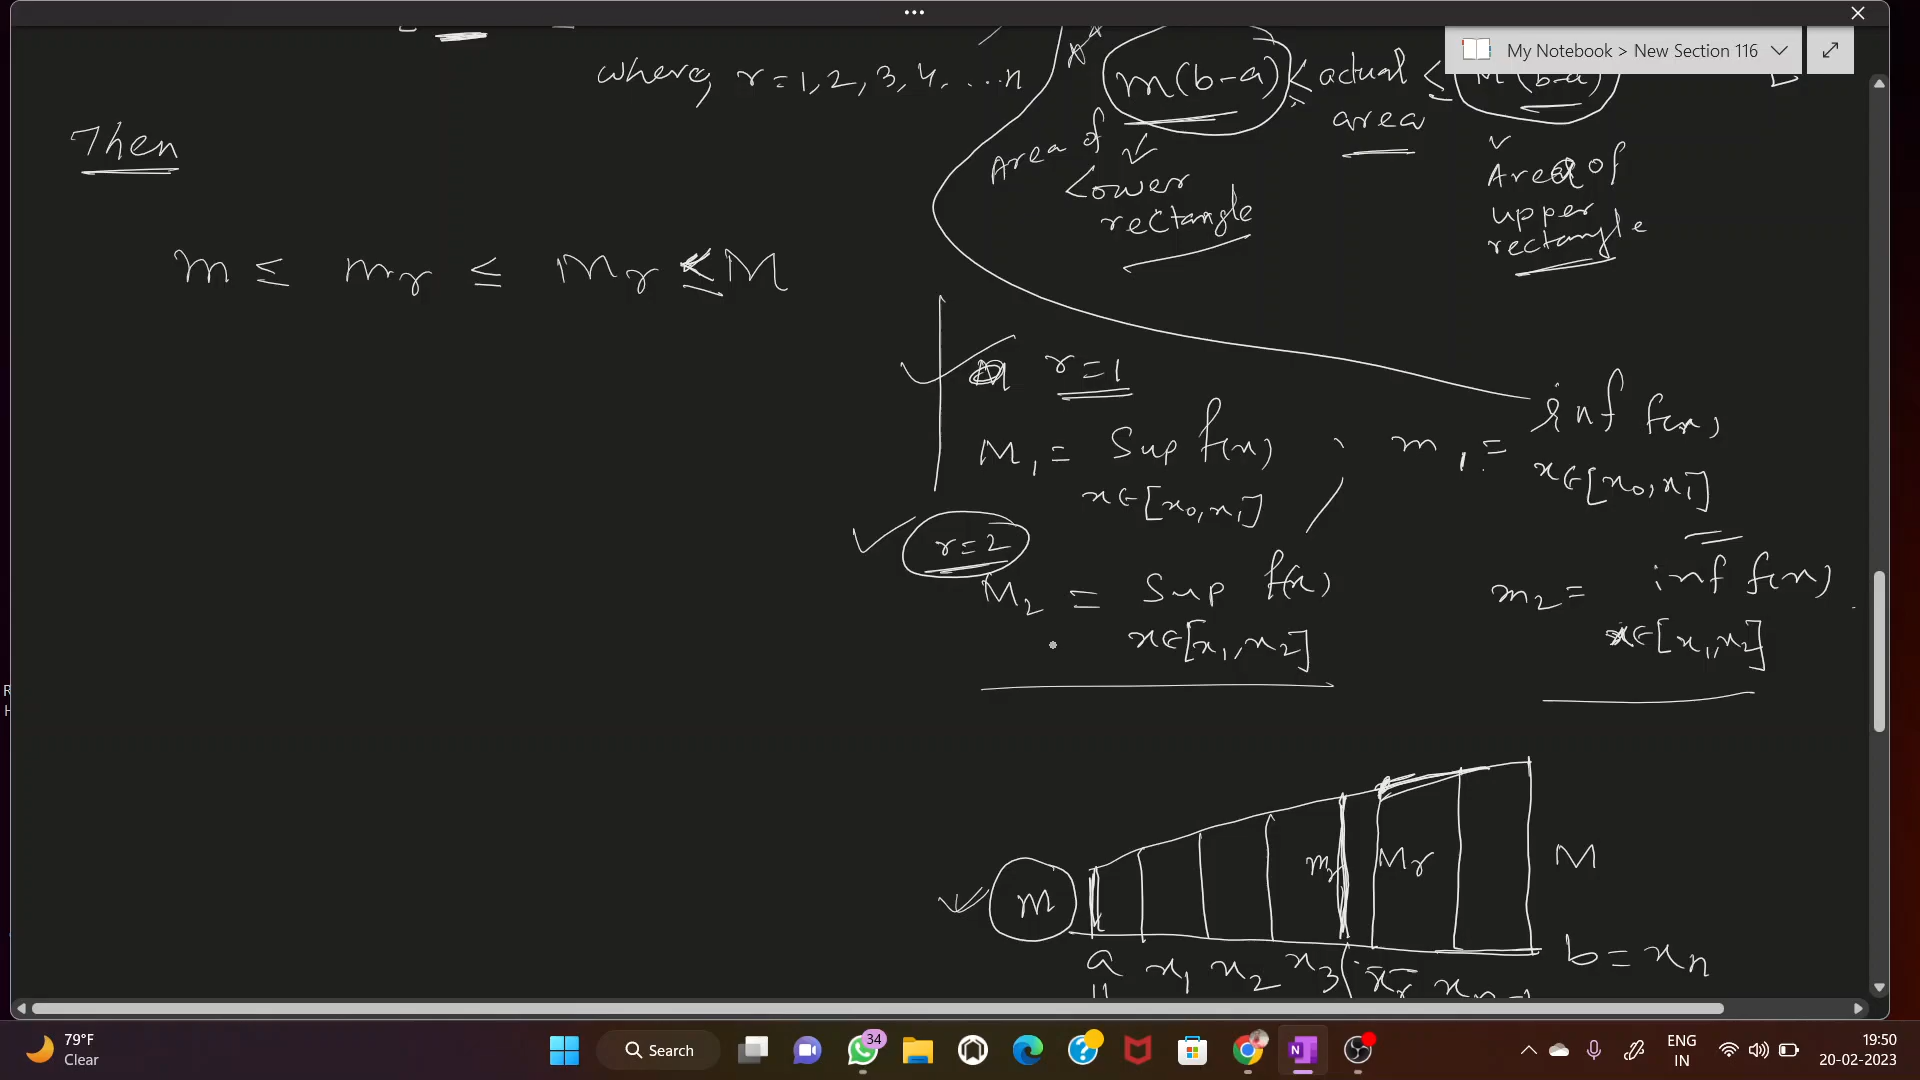 ...
My Notebook > New Section 116
where, r = 1, 2, 3, 4, ... n
m(b-a) ≤ actual area ≤ M(b-a)
Area of Lower rectangle
Area of upper rectangle
Then
m ≤ mr ≤ Mr ≤ M
r = 1
M1 = Sup f(x) , m1 = inf f(x)
x∈[x0, x1] x∈[x0, x1]
r = 2
M2 = Sup f(x) m2 = inf f(x)
x∈[x1, x2] x∈[x1, x2]
m mr Mr M
a x1 x2 x3 xr xn-1 b = xn
79°F
Clear
Search
34
ENG
IN
19:50
20-02-2023